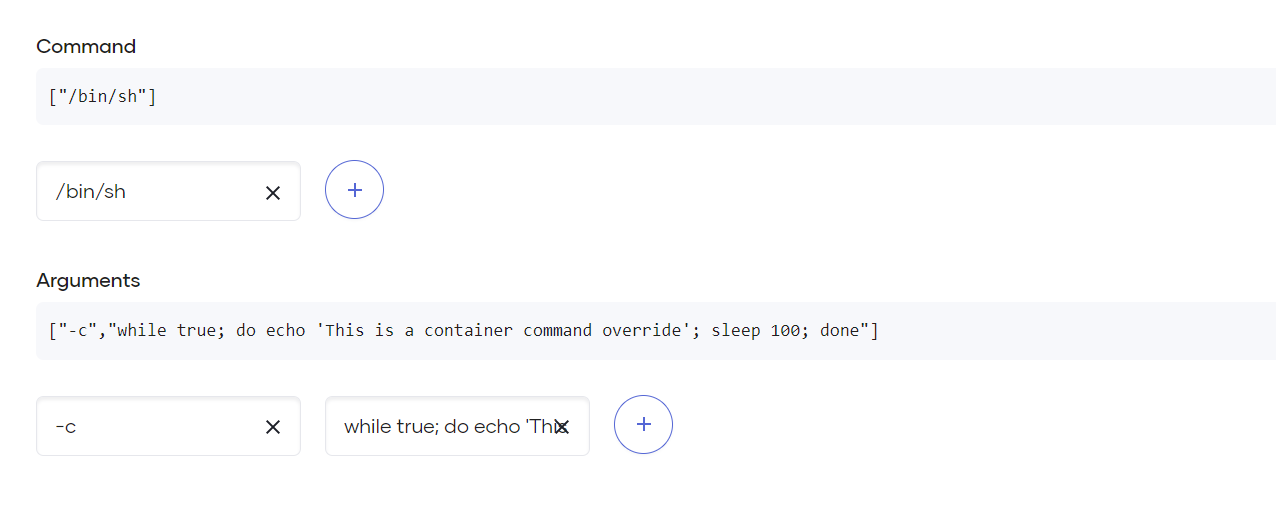 Command
["/bin/sh"]
/bin/sh
Arguments
["-c","while true; do echo 'This is a container command override'; sleep 100; done"]
-c
while true; do echo 'This